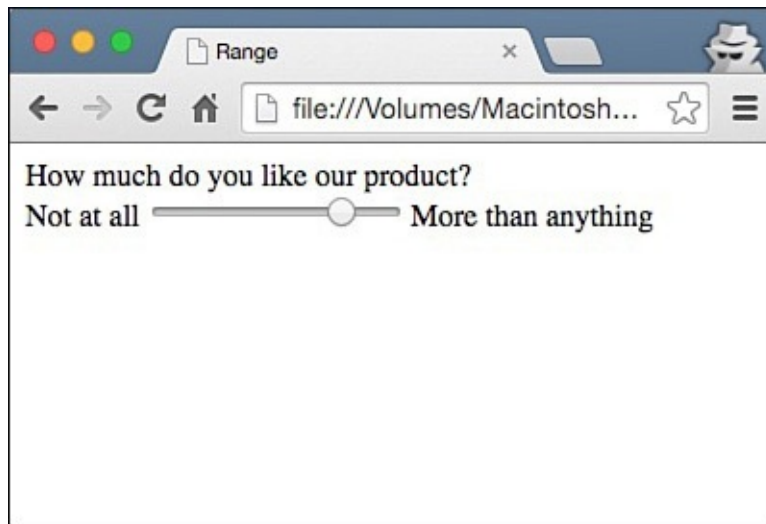 Range
file:///Volumes/Macintosh...
How much do you like our product?
Not at all More than anything